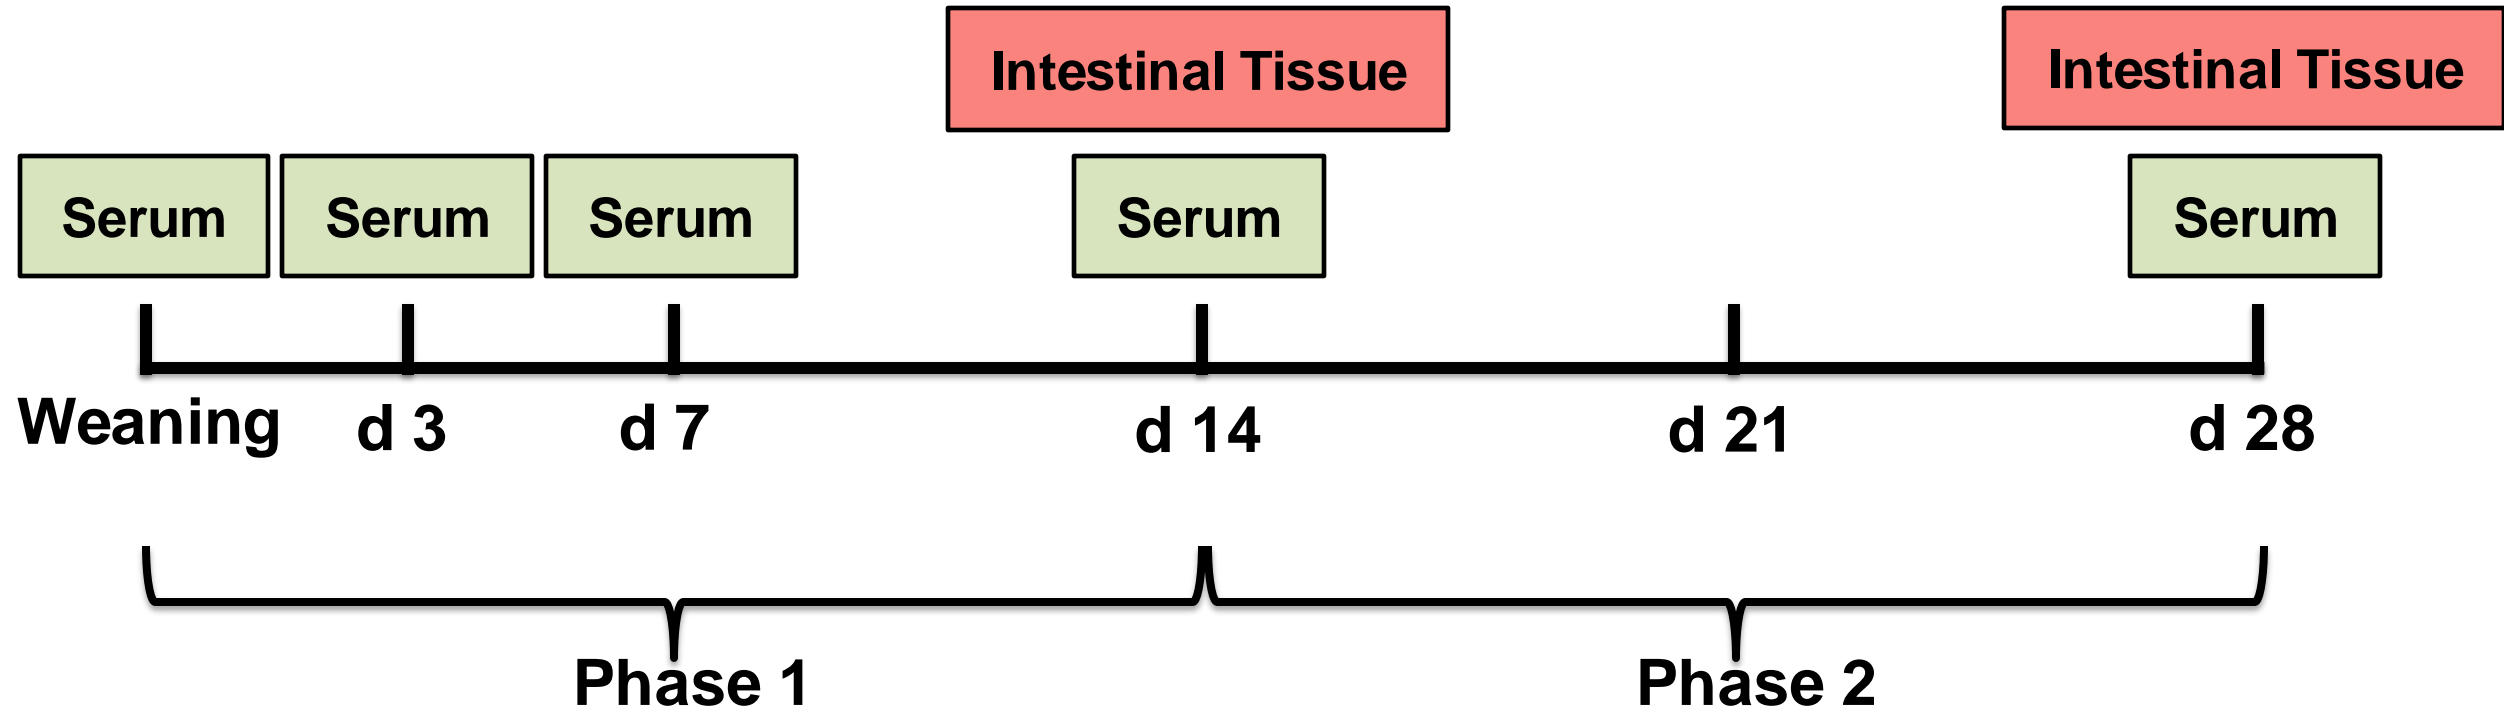 Intestinal Tissue Intestinal Tissue
Serum Serum Serum Serum Serum
Weaning d 3 d 7 d 14 d 21 d 28
Phase 1 Phase 2